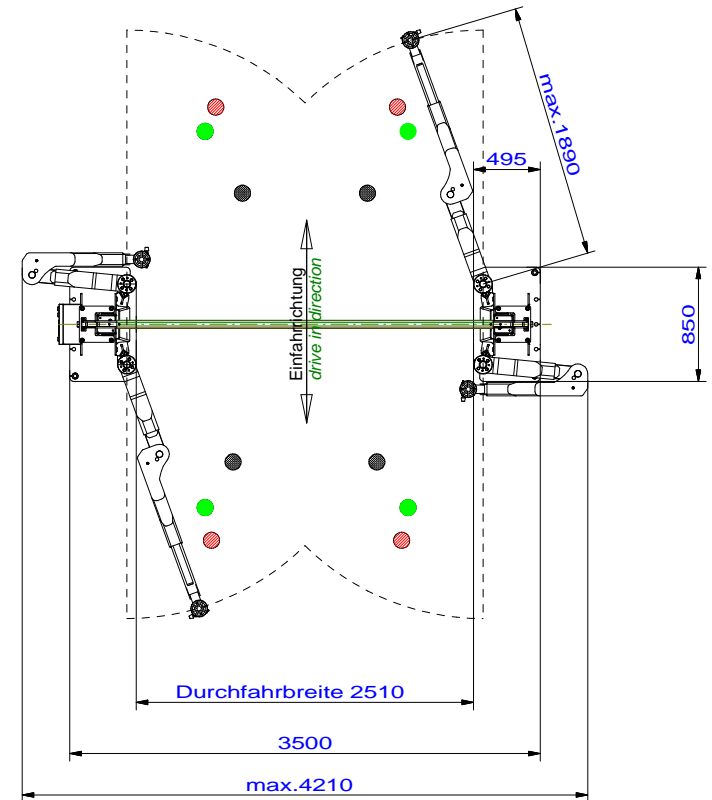 max.1890
495
Einfahrrichtung
drive in direction
850
Durchfahrbreite 2510
3500
max.4210